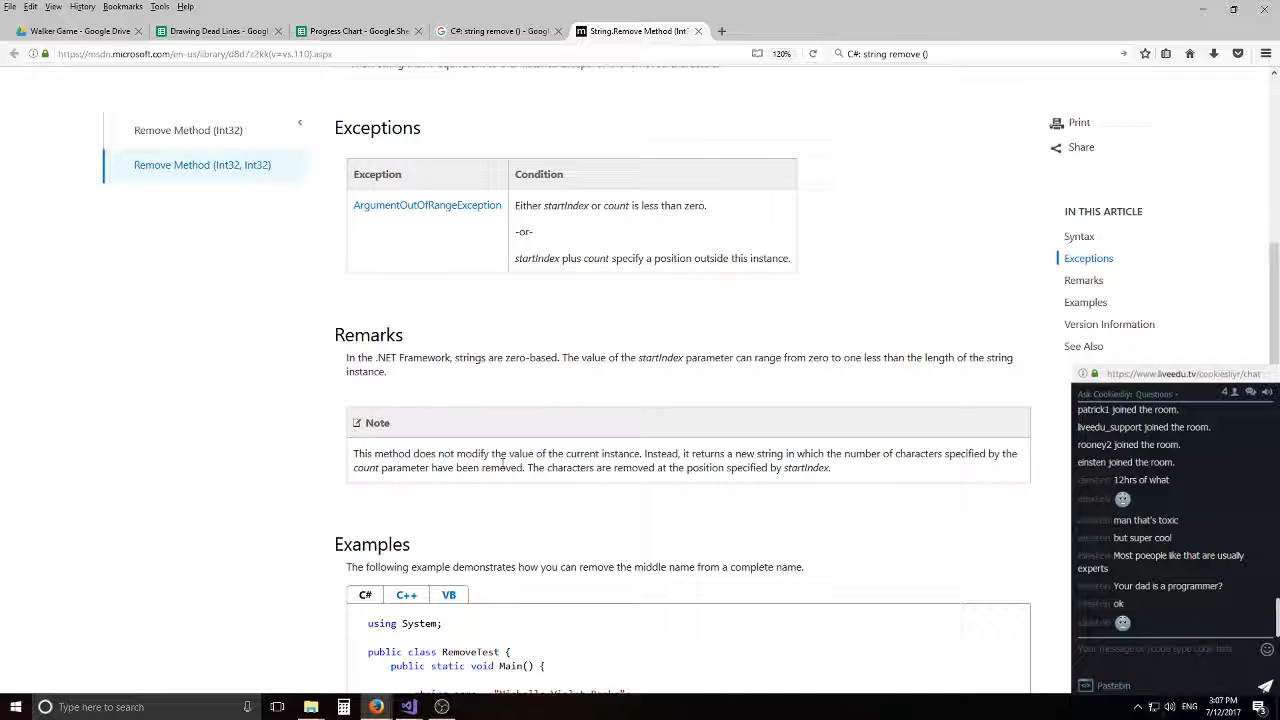 File Edit View History Bookmarks Tools Help
Walker Game - Google Drive
Drawing Dead Lines - Google
Progress Chart - Google She
C#: string remove () - Google
String.Remove Method (Int3
https://msdn.microsoft.com/en-us/library/d8d7z2kk(v=vs.110).aspx
120%
C#: string remove ()
Remove Method (Int32)
Remove Method (Int32, Int32)
Exceptions
Exception Condition
ArgumentOutOfRangeException Either startIndex or count is less than zero.
-or-
startIndex plus count specify a position outside this instance.
Remarks
In the .NET Framework, strings are zero-based. The value of the startIndex parameter can range from zero to one less than the length of the string
instance.
Note
This method does not modify the value of the current instance. Instead, it returns a new string in which the number of characters specified by the
count parameter have been removed. The characters are removed at the position specified by startIndex.
Examples
The following example demonstrates how you can remove the middle name from a complete name.
C# C++ VB
using System;
public class RemoveTest {
public static void Main() {
Print
Share
IN THIS ARTICLE
Syntax
Exceptions
Remarks
Examples
Version Information
See Also
https://www.liveedu.tv/cookiesliyr/chat
Ask Cookiesliyr: Questions -
4
patrick1 joined the room.
liveedu_support joined the room.
rooney2 joined the room.
einsten joined the room.
12hrs of what
man that's toxic
but super cool
Most poeople like that are usually
experts
Your dad is a programmer?
ok
Pastebin
Type here to search
3:07 PM
7/12/2017